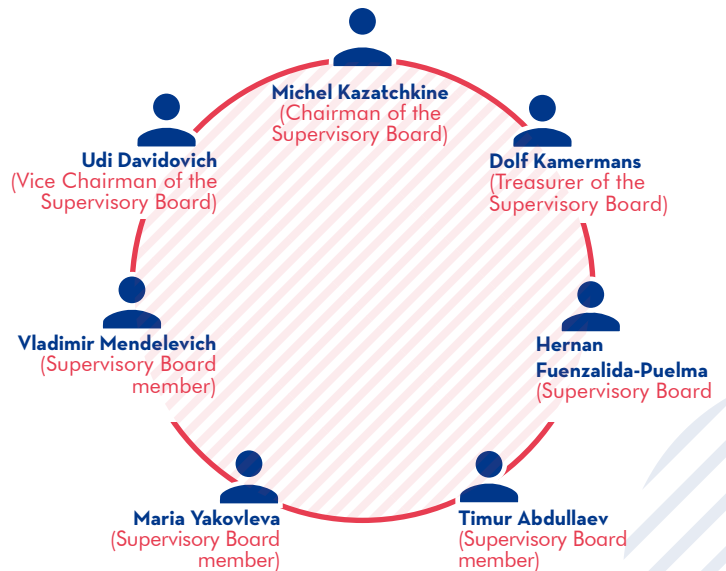 Michel Kazatchkine
(Chairman of the
Supervisory Board)
Udi Davidovich
(Vice Chairman of the
Supervisory Board)
Dolf Kamermans
(Treasurer of the
Supervisory Board)
Vladimir Mendelevich
(Supervisory Board
member)
Hernan
Fuenzalida-Puelma
(Supervisory Board
Maria Yakovleva
(Supervisory Board
member)
Timur Abdullaev
(Supervisory Board
member)